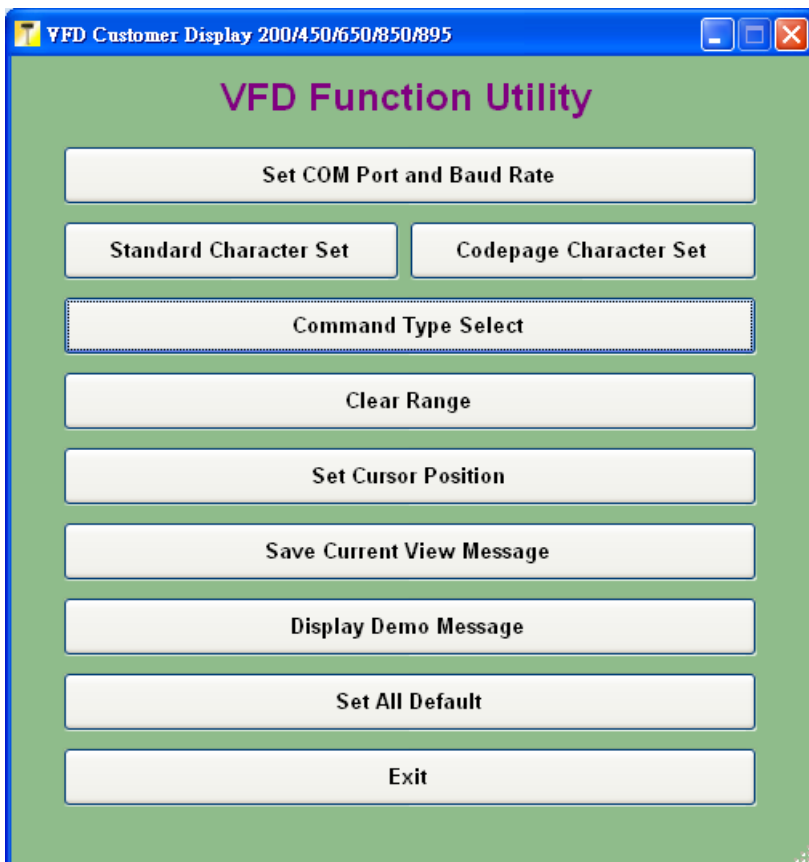 VFD Customer Display 200/450/650/850/895
VFD Function Utility
Set COM Port and Baud Rate
Standard Character Set
Codepage Character Set
Command Type Select
Clear Range
Set Cursor Position
Save Current View Message
Display Demo Message
Set All Default
Exit